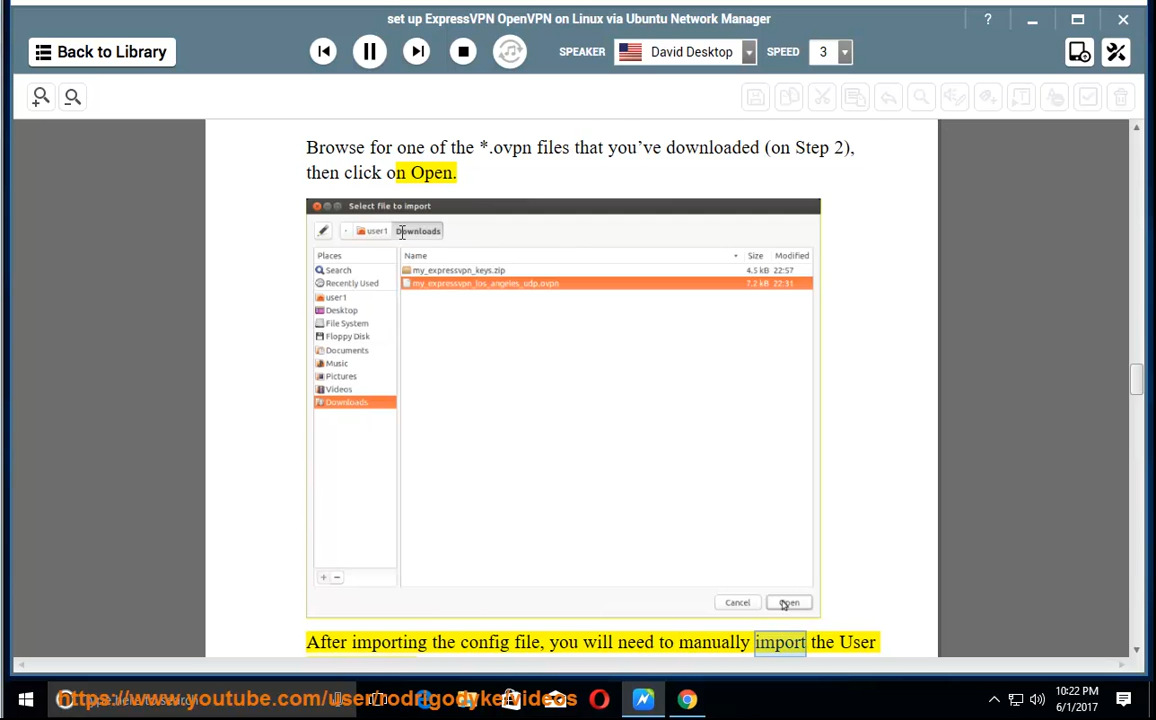 set up ExpressVPN OpenVPN on Linux via Ubuntu Network Manager
?
Back to Library
SPEAKER
David Desktop
SPEED
3
Browse for one of the *.ovpn files that you’ve downloaded (on Step 2),
then click on Open.
Select file to import
user1
Downloads
Places
Name
Size
Modified
Search
my_expressvpn_keys.zip
4.5 kB
22:57
Recently Used
my_expressvpn_los_angeles_udp.ovpn
7.2 kB
22:31
user1
Desktop
File System
Floppy Disk
Documents
Music
Pictures
Videos
Downloads
Cancel
Open
After importing the config file, you will need to manually import the User
10:22 PM
6/1/2017